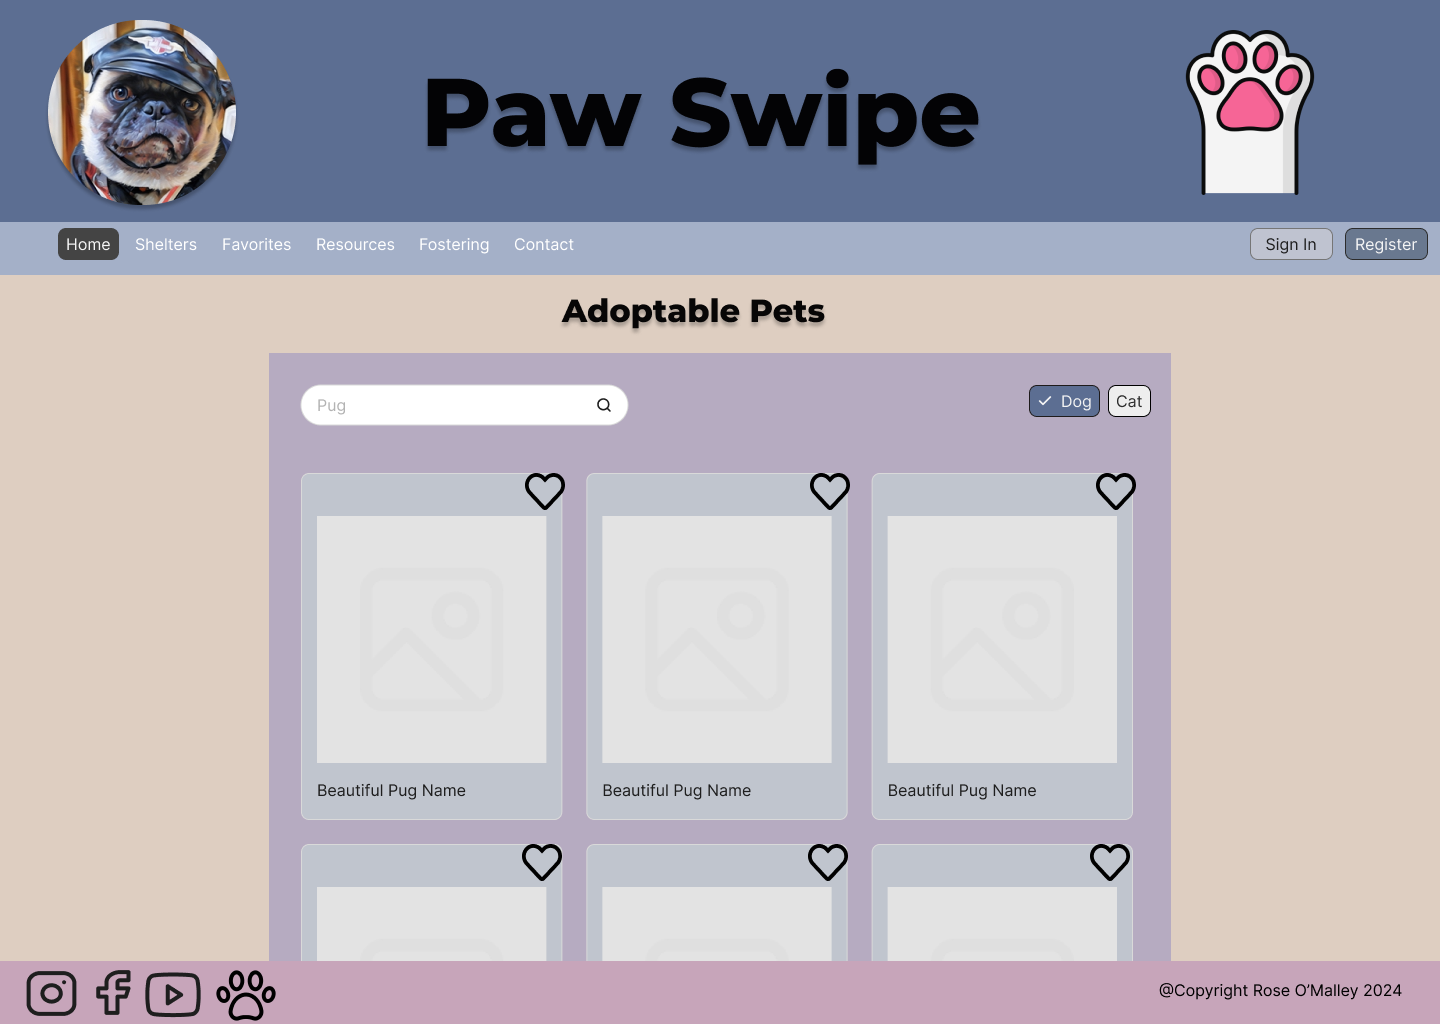 Paw Swipe
Home Shelters Favorites Resources Fostering Contact Sign In Register
Adoptable Pets
Pug Dog Cat
Beautiful Pug Name Beautiful Pug Name Beautiful Pug Name
@Copyright Rose O’Malley 2024